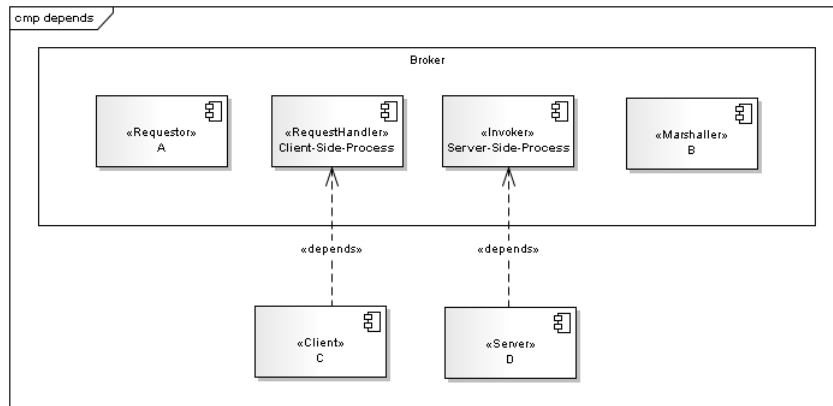 cmp depends
Broker
«Requestor»
A
«RequestHandler»
Client-Side-Process
«Invoker»
Server-Side-Process
«Marshaller»
B
«depends»
«depends»
«Client»
C
«Server»
D